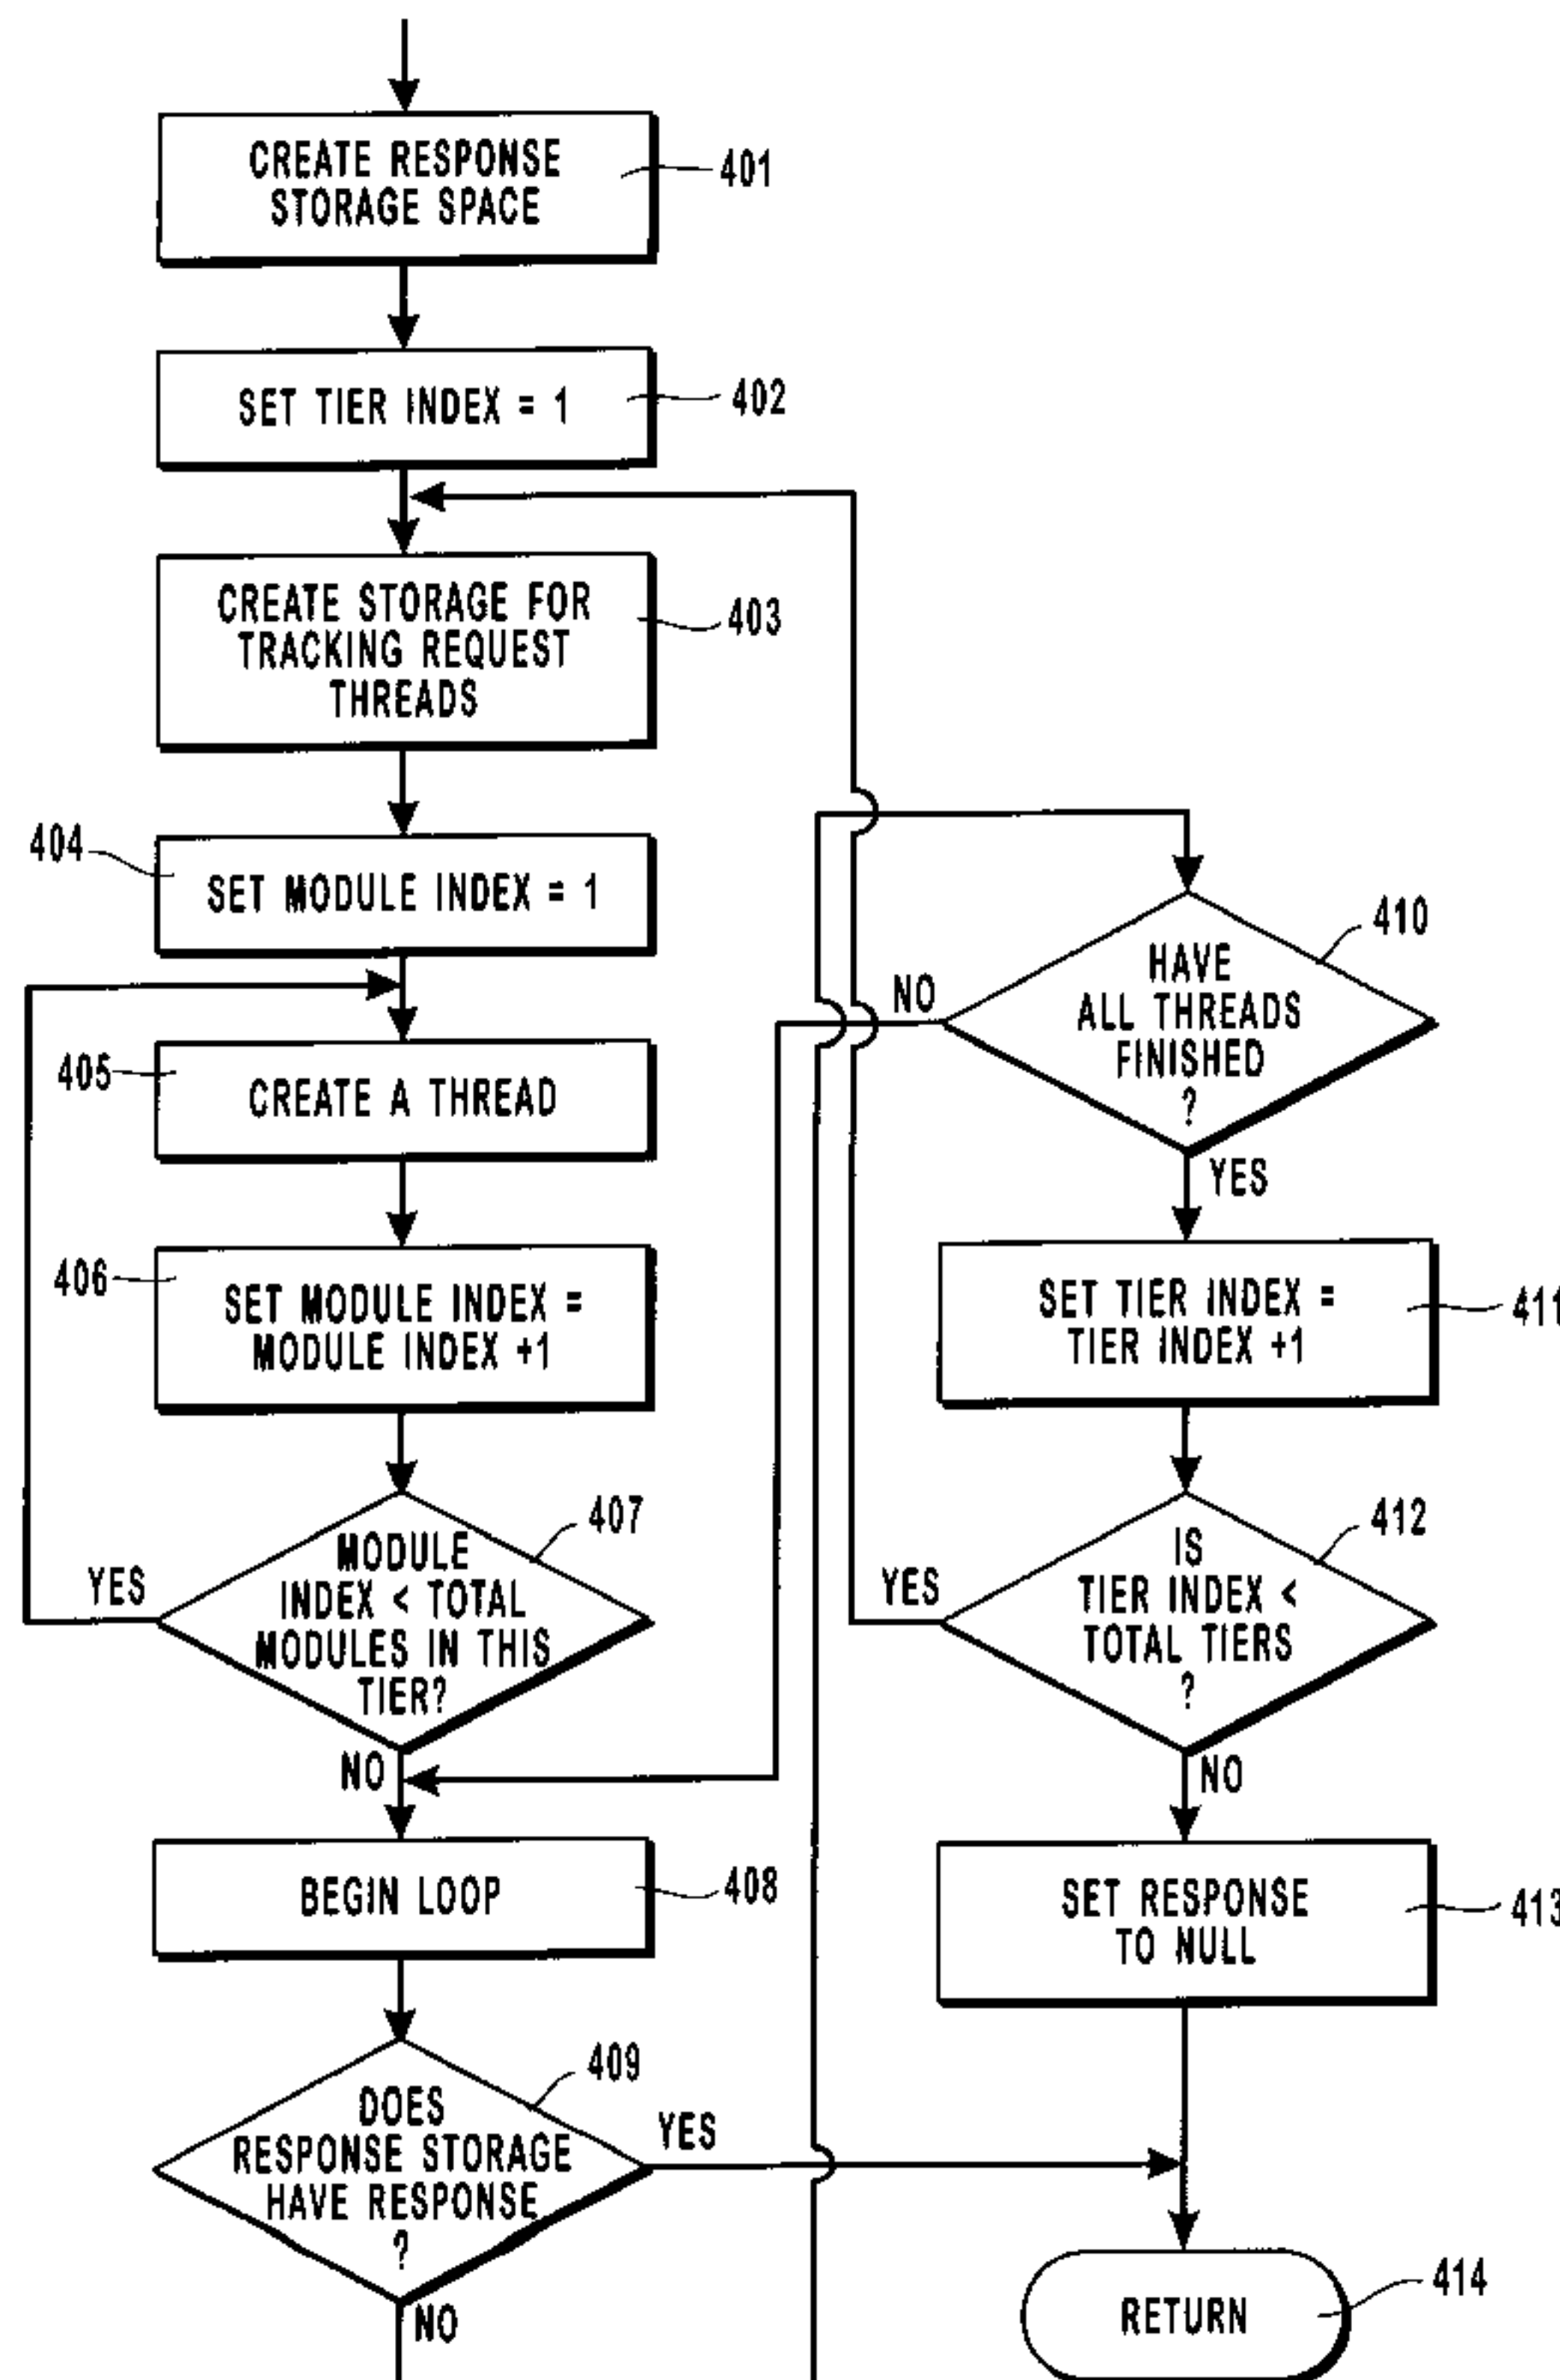 CREATE RESPONSE
STORAGE SPACE
401
SET TIER INDEX = 1
402
CREATE STORAGE FOR
TRACKING REQUEST
THREADS
403
404
SET MODULE INDEX = 1
405
CREATE A THREAD
406
SET MODULE INDEX =
MODULE INDEX +1
407
MODULE
INDEX < TOTAL
MODULES IN THIS
TIER?
YES
NO
BEGIN LOOP
408
409
DOES
RESPONSE STORAGE
HAVE RESPONSE
?
YES
NO
410
HAVE
ALL THREADS
FINISHED
?
NO
YES
SET TIER INDEX =
TIER INDEX +1
411
412
IS
TIER INDEX <
TOTAL TIERS
?
YES
NO
SET RESPONSE
TO NULL
413
RETURN
414